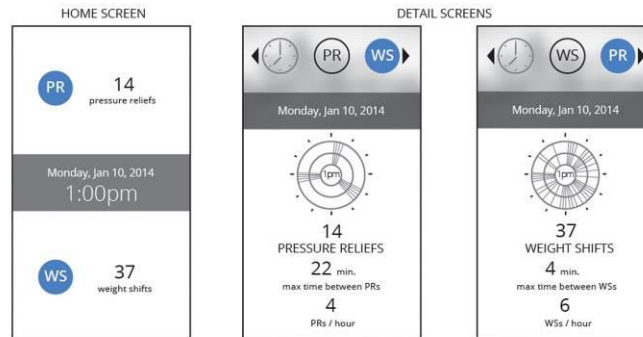 HOME SCREEN
PR
14
pressure reliefs
Monday, Jan 10, 2014
1:00pm
WS
37
weight shifts
DETAIL SCREENS
PR WS
Monday, Jan 10, 2014
1pm
14
PRESSURE RELIEFS
22 min.
max time between PRs
4
PRs / hour
WS PR
Monday, Jan 10, 2014
1pm
37
WEIGHT SHIFTS
4 min.
max time between WSs
6
WSs / hour